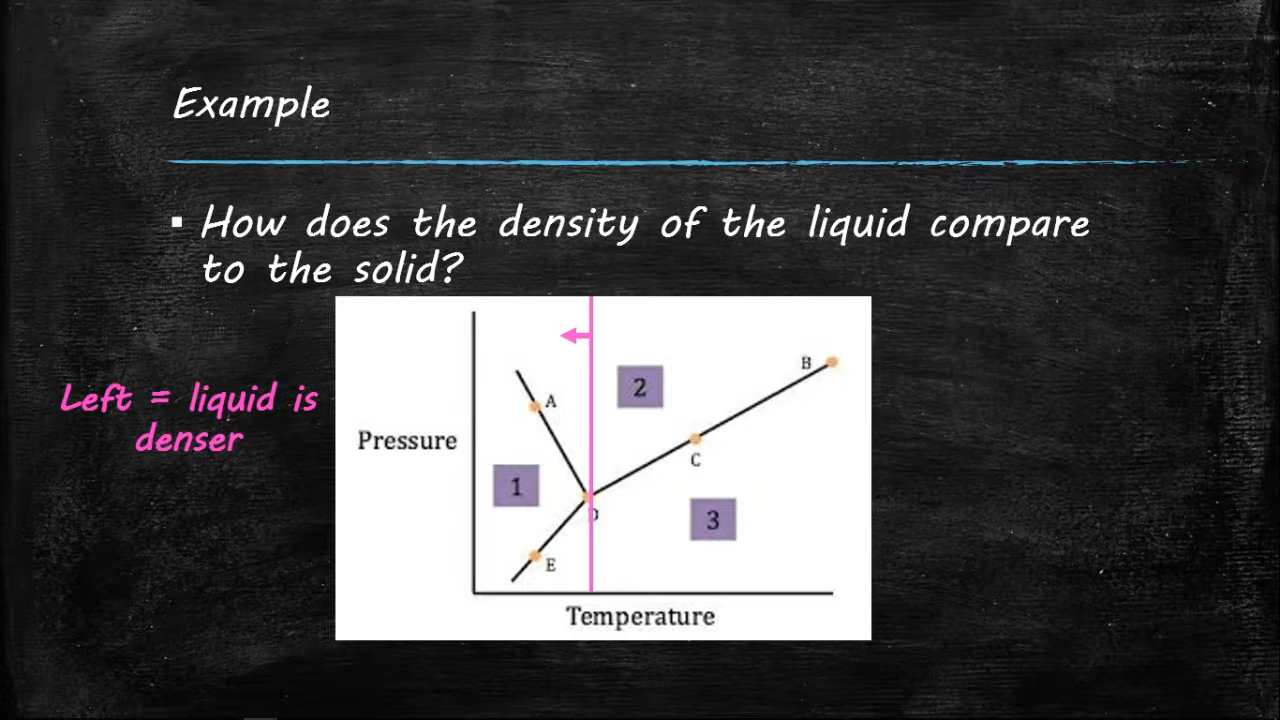 Example
▪ How does the density of the liquid compare
to the solid?
Left = liquid is
denser
Pressure
A
B
2
C
1
D
3
E
Temperature